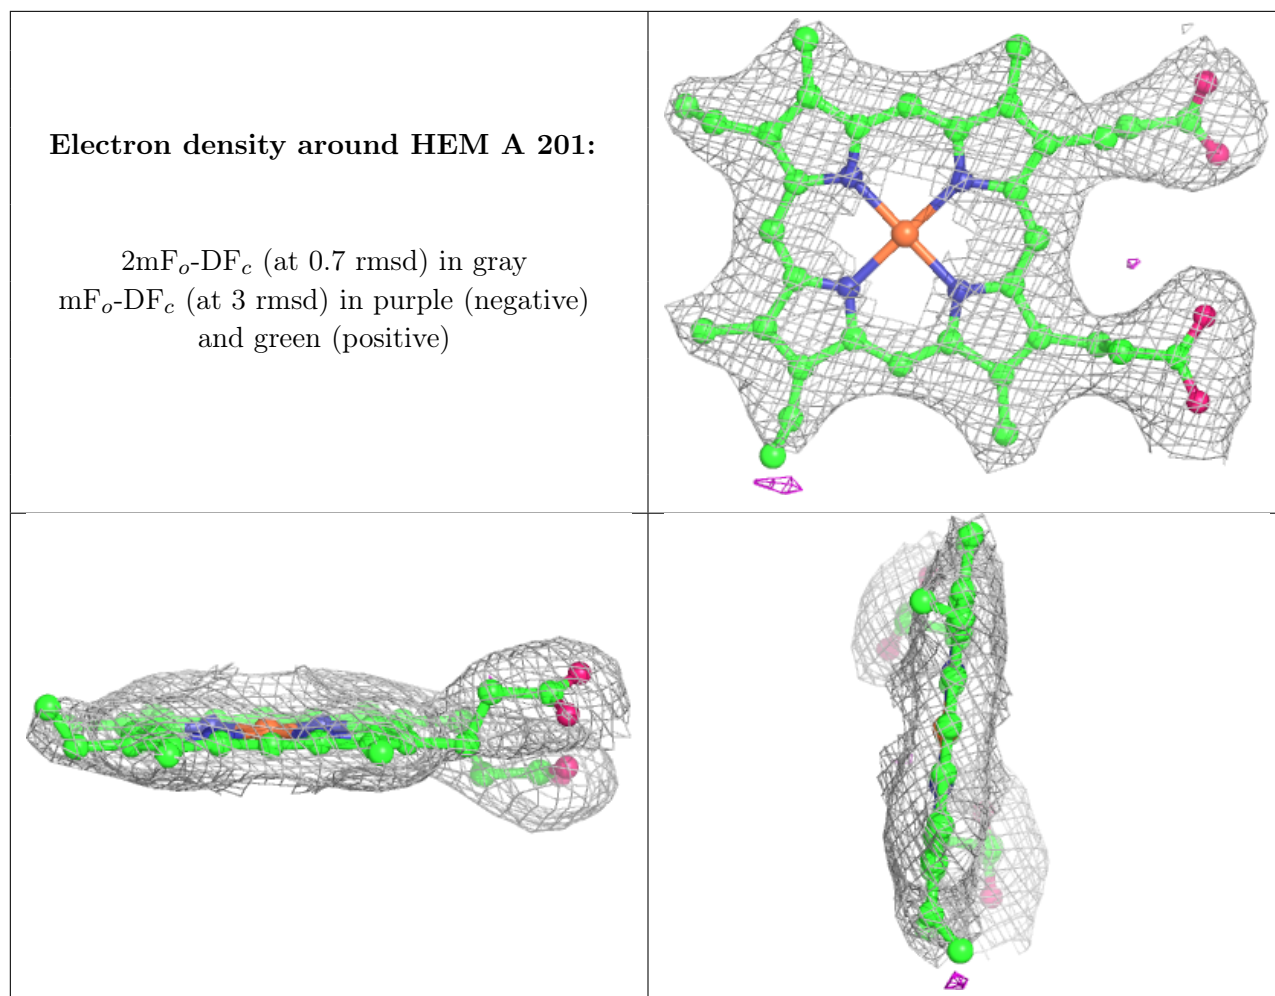 Electron density around HEM A 201:
2mFₒ-DF𝑐 (at 0.7 rmsd) in gray
mFₒ-DF𝑐 (at 3 rmsd) in purple (negative)
and green (positive)